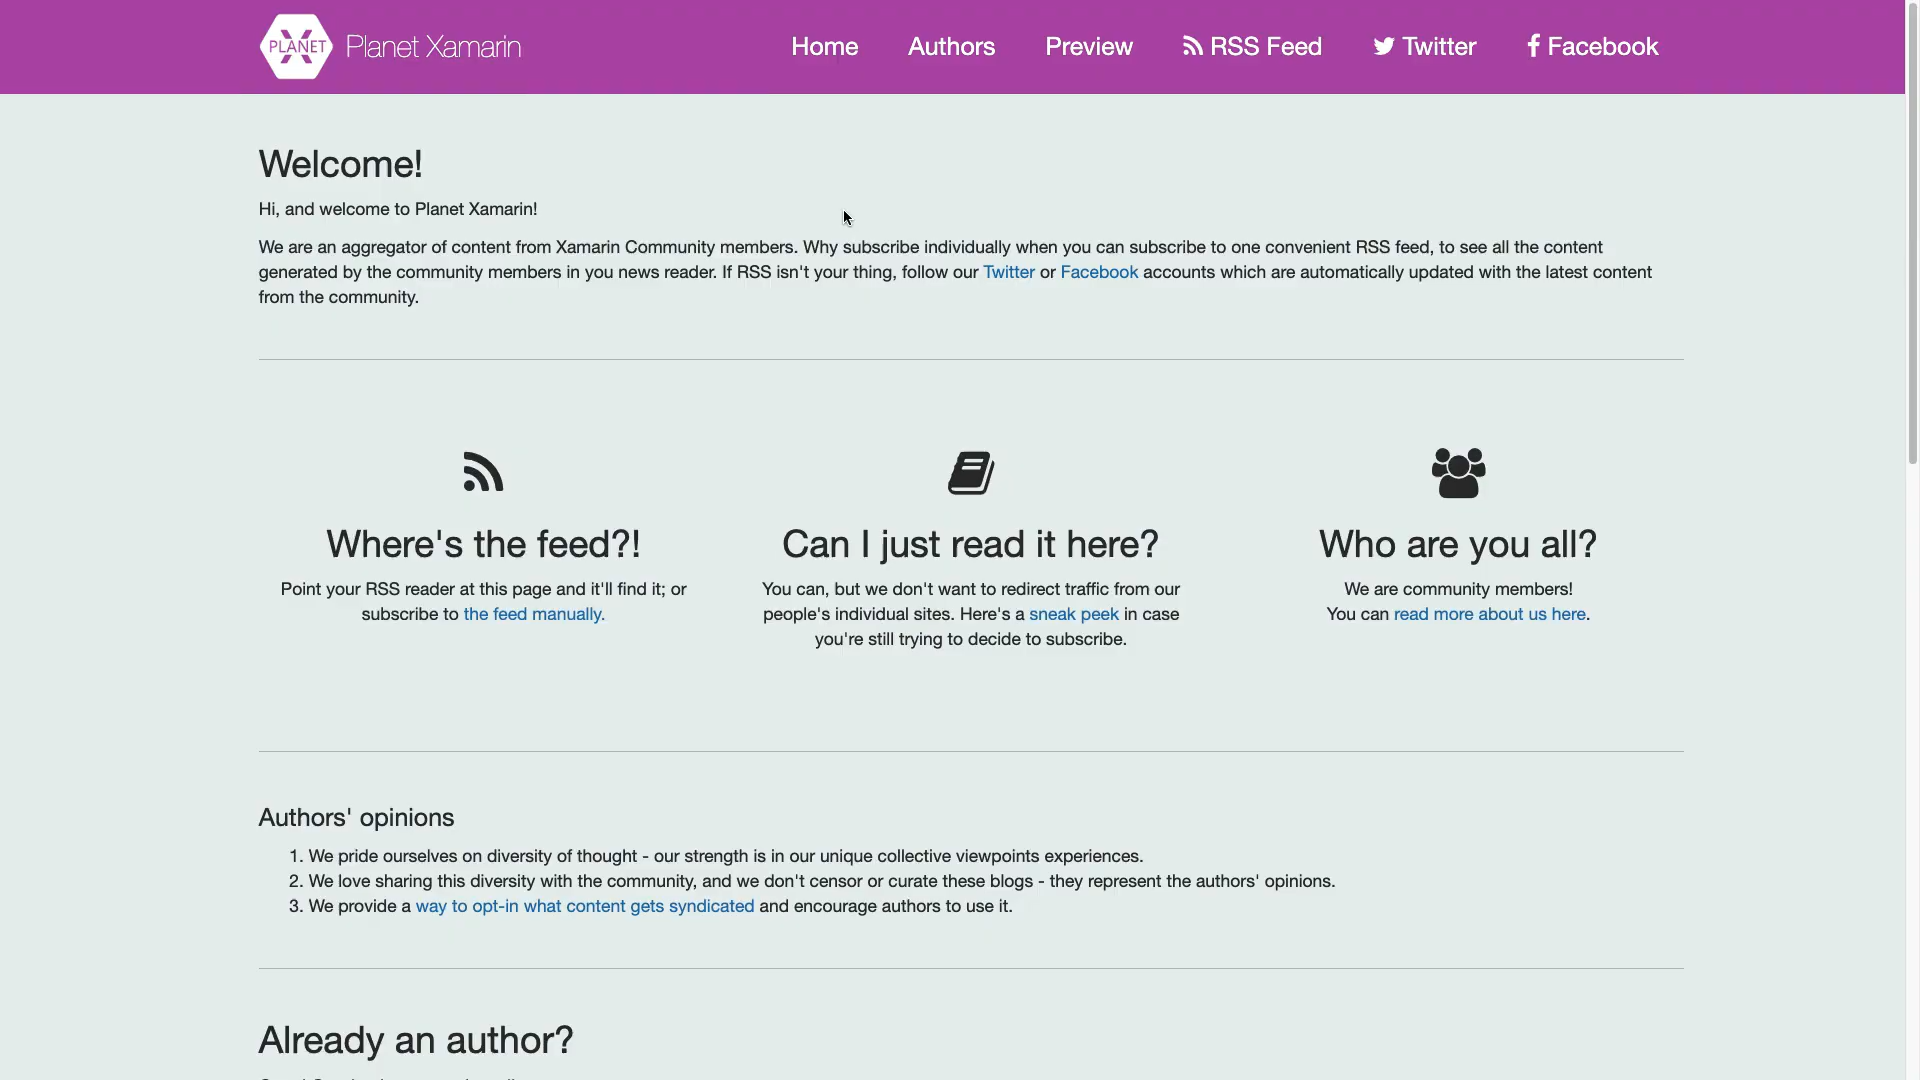 PLANET
Planet Xamarin
Home
Authors
Preview
RSS Feed
Twitter
Facebook
Welcome!
Hi, and welcome to Planet Xamarin!
We are an aggregator of content from Xamarin Community members. Why subscribe individually when you can subscribe to one convenient RSS feed, to see all the content
generated by the community members in you news reader. If RSS isn't your thing, follow our Twitter or Facebook accounts which are automatically updated with the latest content
from the community.
Where's the feed?!
Point your RSS reader at this page and it'll find it; or
subscribe to the feed manually.
Can I just read it here?
You can, but we don't want to redirect traffic from our
people's individual sites. Here's a sneak peek in case
you're still trying to decide to subscribe.
Who are you all?
We are community members!
You can read more about us here.
Authors' opinions
1. We pride ourselves on diversity of thought - our strength is in our unique collective viewpoints experiences.
2. We love sharing this diversity with the community, and we don't censor or curate these blogs - they represent the authors' opinions.
3. We provide a way to opt-in what content gets syndicated and encourage authors to use it.
Already an author?